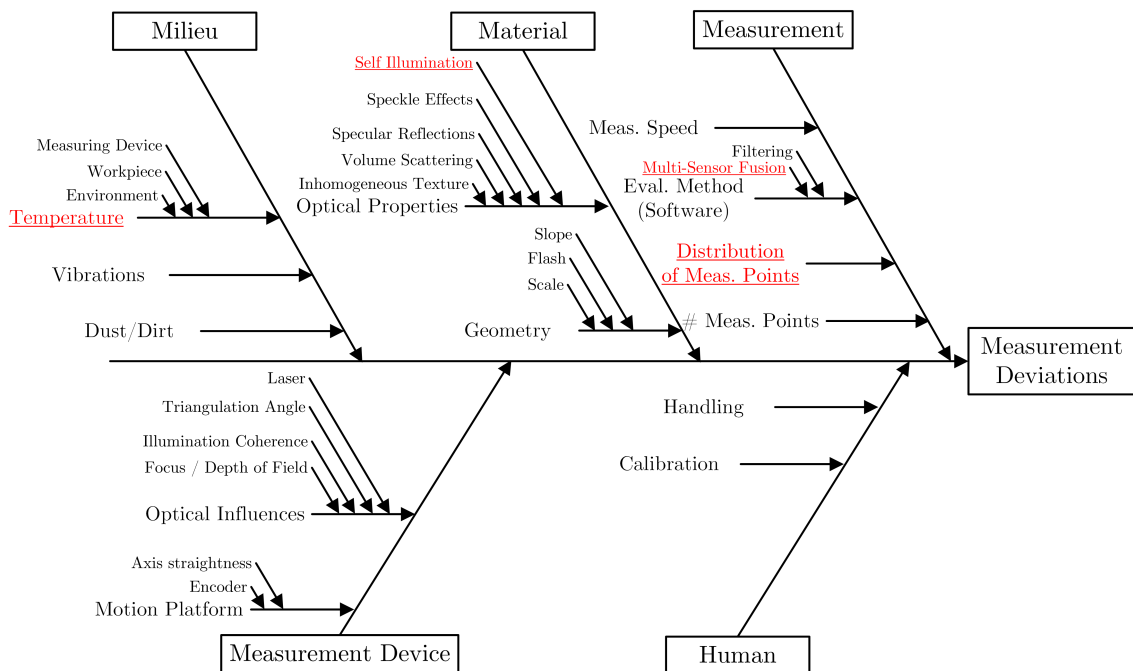 Milieu
Material
Measurement
Self Illumination
Speckle Effects
Specular Reflections
Volume Scattering
Inhomogeneous Texture
Optical Properties
Measuring Device
Workpiece
Environment
Temperature
Vibrations
Dust/Dirt
Slope
Flash
Scale
Geometry
Meas. Speed
Filtering
Multi-Sensor Fusion
Eval. Method
(Software)
Distribution
of Meas. Points
# Meas. Points
Measurement
Deviations
Laser
Triangulation Angle
Illumination Coherence
Focus / Depth of Field
Optical Influences
Axis straightness
Encoder
Motion Platform
Measurement Device
Handling
Calibration
Human